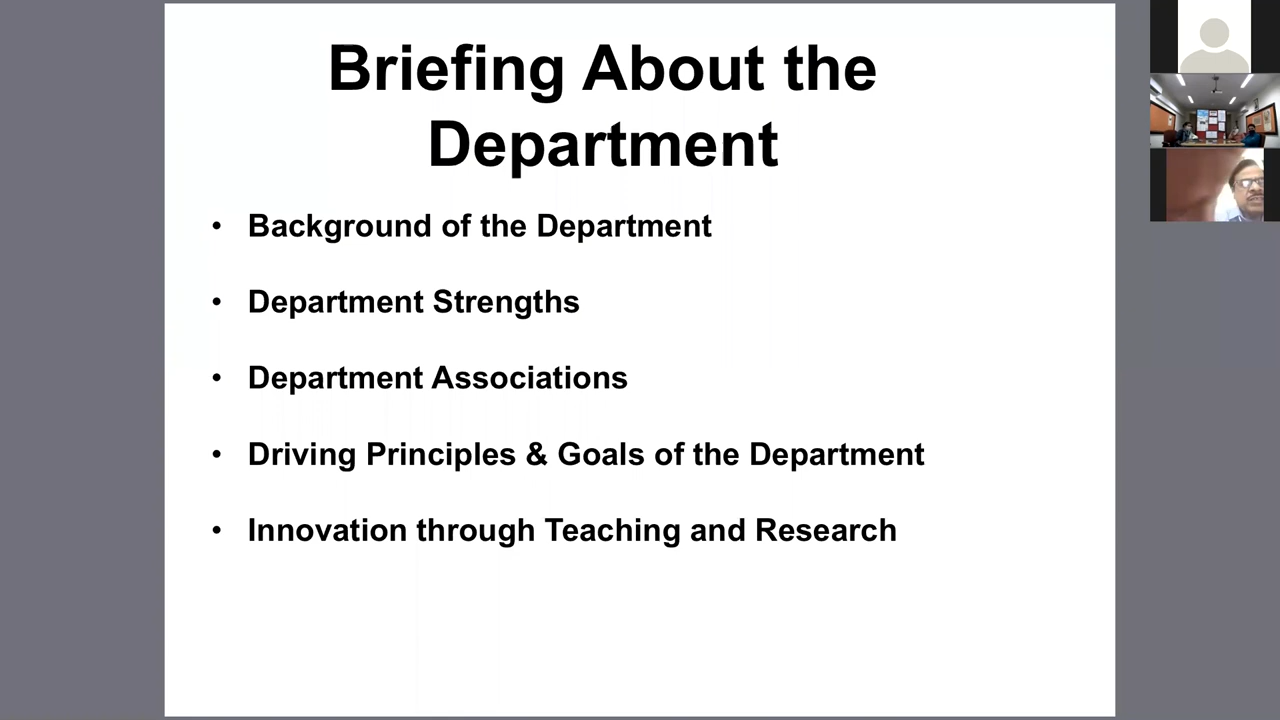 Briefing About the
Department
• Background of the Department
• Department Strengths
• Department Associations
• Driving Principles & Goals of the Department
• Innovation through Teaching and Research